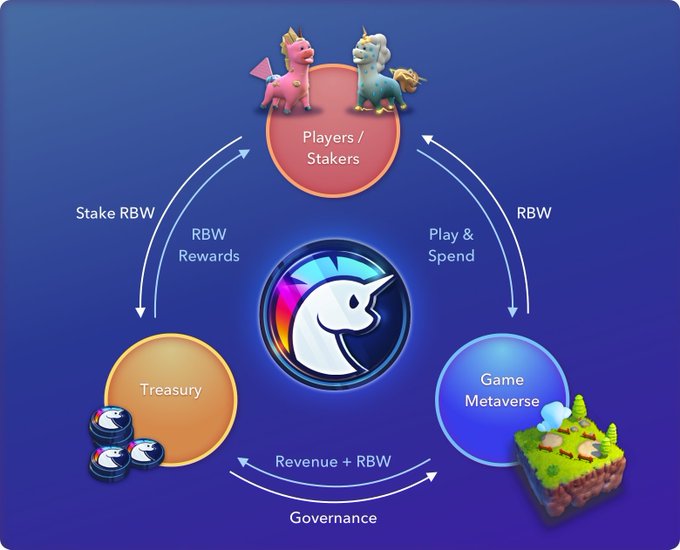 Players /
Stakers
Stake RBW
RBW
Rewards
Play &
Spend
RBW
Treasury
Game
Metaverse
Revenue + RBW
Governance